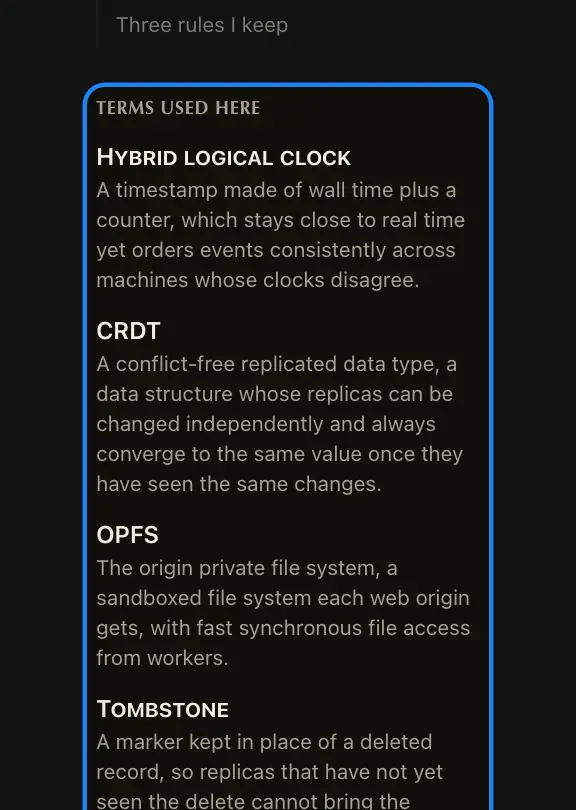 Three rules I keep
TERMS USED HERE
HYBRID LOGICAL CLOCK
A timestamp made of wall time plus a
counter, which stays close to real time
yet orders events consistently across
machines whose clocks disagree.
CRDT
A conflict-free replicated data type, a
data structure whose replicas can be
changed independently and always
converge to the same value once they
have seen the same changes.
OPFS
The origin private file system, a
sandboxed file system each web origin
gets, with fast synchronous file access
from workers.
TOMBSTONE
A marker kept in place of a deleted
record, so replicas that have not yet
seen the delete cannot bring the